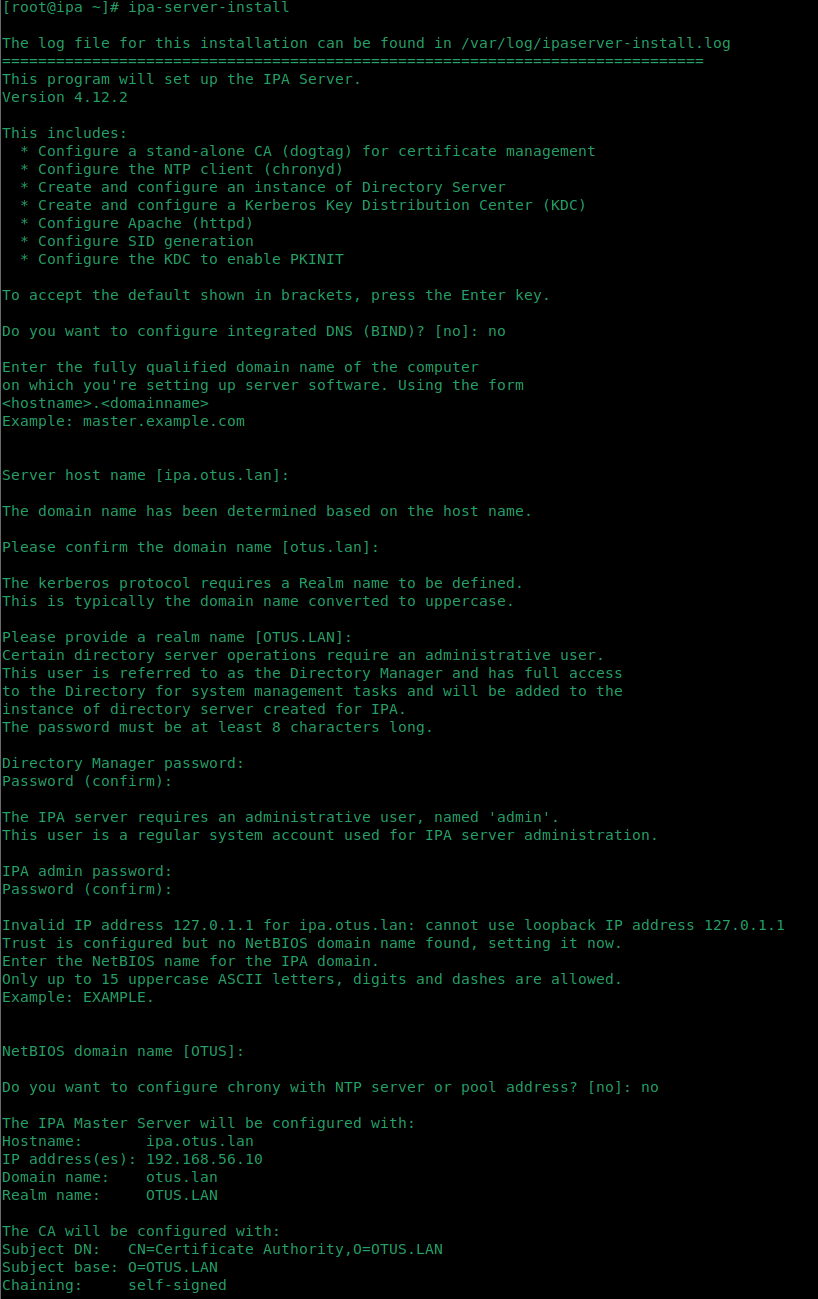 [root@ipa ~]# ipa-server-install
The log file for this installation can be found in /var/log/ipaserver-install.log
==============================================================================
This program will set up the IPA Server.
Version 4.12.2
This includes:
* Configure a stand-alone CA (dogtag) for certificate management
* Configure the NTP client (chronyd)
* Create and configure an instance of Directory Server
* Create and configure a Kerberos Key Distribution Center (KDC)
* Configure Apache (httpd)
* Configure SID generation
* Configure the KDC to enable PKINIT
To accept the default shown in brackets, press the Enter key.
Do you want to configure integrated DNS (BIND)? [no]: no
Enter the fully qualified domain name of the computer
on which you're setting up server software. Using the form
<hostname>.<domainname>
Example: master.example.com
Server host name [ipa.otus.lan]:
The domain name has been determined based on the host name.
Please confirm the domain name [otus.lan]:
The kerberos protocol requires a Realm name to be defined.
This is typically the domain name converted to uppercase.
Please provide a realm name [OTUS.LAN]:
Certain directory server operations require an administrative user.
This user is referred to as the Directory Manager and has full access
to the Directory for system management tasks and will be added to the
instance of directory server created for IPA.
The password must be at least 8 characters long.
Directory Manager password:
Password (confirm):
The IPA server requires an administrative user, named 'admin'.
This user is a regular system account used for IPA server administration.
IPA admin password:
Password (confirm):
Invalid IP address 127.0.1.1 for ipa.otus.lan: cannot use loopback IP address 127.0.1.1
Trust is configured but no NetBIOS domain name found, setting it now.
Enter the NetBIOS name for the IPA domain.
Only up to 15 uppercase ASCII letters, digits and dashes are allowed.
Example: EXAMPLE.
NetBIOS domain name [OTUS]:
Do you want to configure chrony with NTP server or pool address? [no]: no
The IPA Master Server will be configured with:
Hostname:       ipa.otus.lan
IP address(es): 192.168.56.10
Domain name:    otus.lan
Realm name:     OTUS.LAN
The CA will be configured with:
Subject DN:   CN=Certificate Authority,O=OTUS.LAN
Subject base: O=OTUS.LAN
Chaining:     self-signed